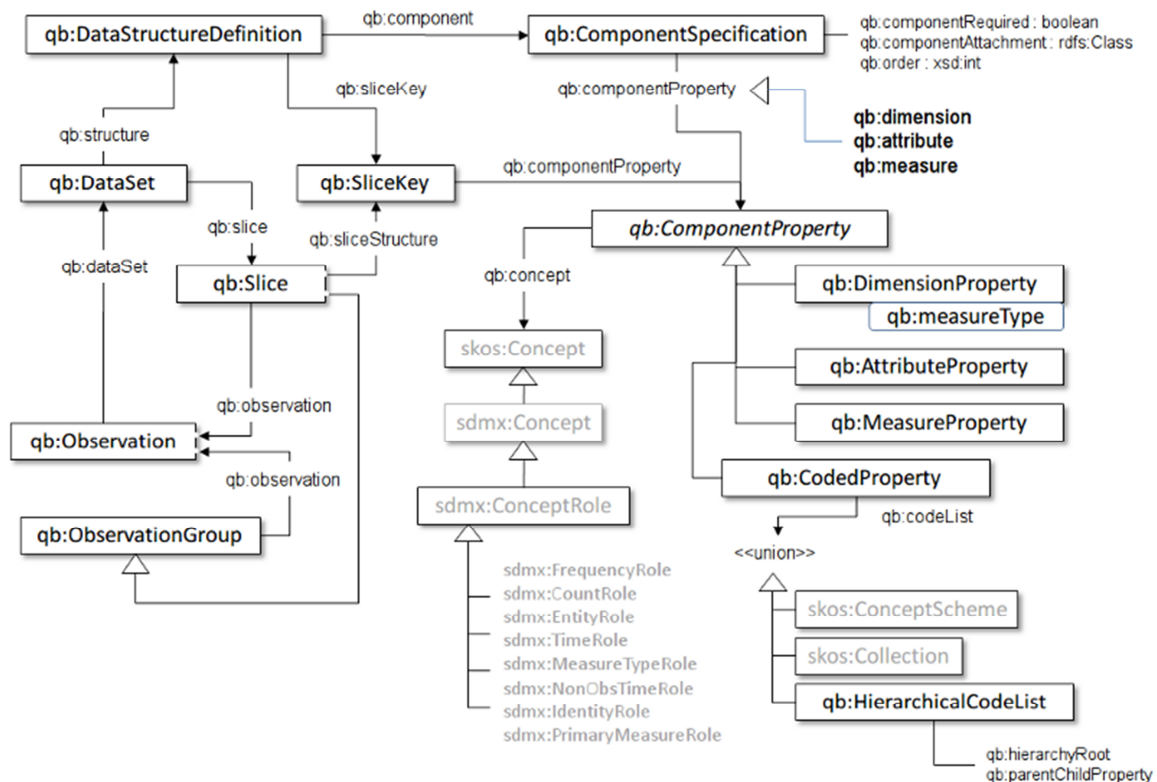 qb:DataStructureDefinition
qb:component
qb:ComponentSpecification
qb:componentRequired : boolean
qb:componentAttachment : rdfs:Class
qb:order : xsd:int
qb:sliceKey
qb:componentProperty
qb:dimension
qb:attribute
qb:measure
qb:structure
qb:DataSet
qb:SliceKey
qb:componentProperty
qb:slice
qb:sliceStructure
qb:ComponentProperty
qb:dataSet
qb:Slice
qb:concept
qb:DimensionProperty
qb:measureType
skos:Concept
qb:AttributeProperty
qb:observation
sdmx:Concept
qb:MeasureProperty
qb:Observation
qb:observation
qb:CodedProperty
sdmx:ConceptRole
qb:codeList
qb:ObservationGroup
<<union>>
sdmx:FrequencyRole
sdmx:CountRole
sdmx:EntityRole
sdmx:TimeRole
sdmx:MeasureTypeRole
sdmx:NonObsTimeRole
sdmx:IdentityRole
sdmx:PrimaryMeasureRole
skos:ConceptScheme
skos:Collection
qb:HierarchicalCodeList
qb:hierarchyRoot
qb:parentChildProperty